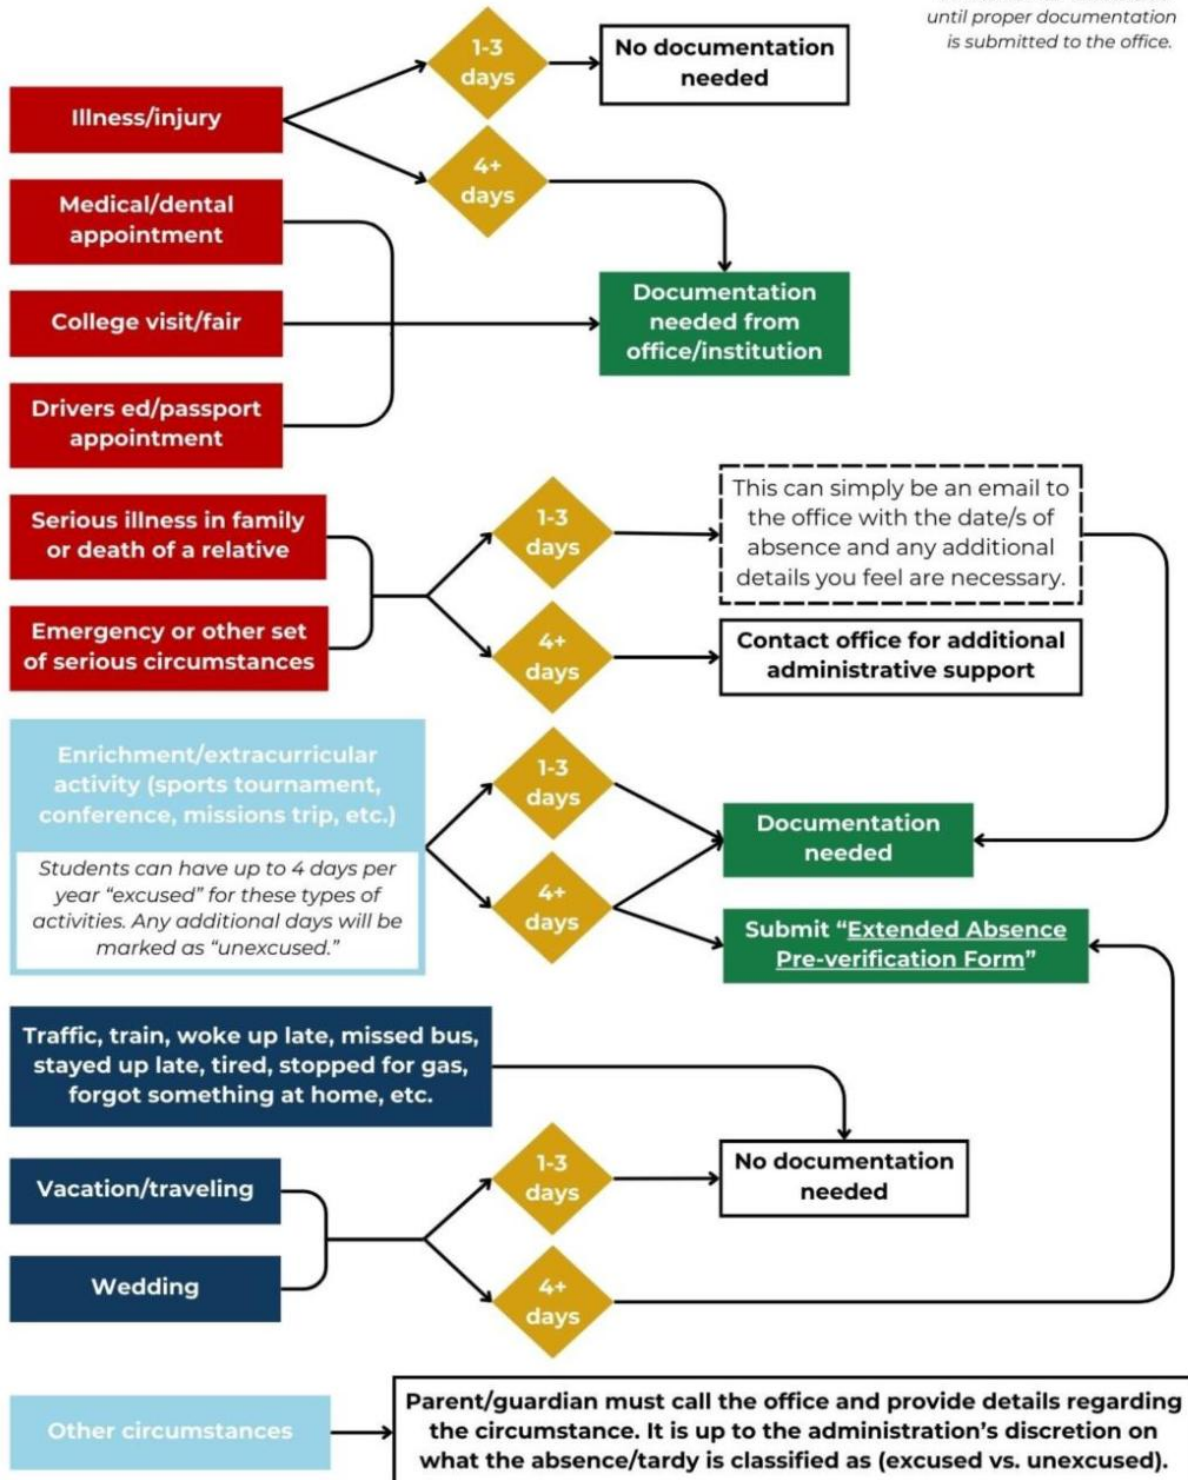 until proper documentation
is submitted to the office.
1-3
days
No documentation
needed
Illness/injury
4+
days
Medical/dental
appointment
College visit/fair
Documentation
needed from
office/institution
Drivers ed/passport
appointment
Serious illness in family
or death of a relative
1-3
days
This can simply be an email to
the office with the date/s of
absence and any additional
details you feel are necessary.
Emergency or other set
of serious circumstances
4+
days
Contact office for additional
administrative support
Enrichment/extracurricular
activity (sports tournament,
conference, missions trip, etc.)
Students can have up to 4 days per
year “excused” for these types of
activities. Any additional days will be
marked as “unexcused.”
1-3
days
Documentation
needed
4+
days
Submit “Extended Absence
Pre-verification Form”
Traffic, train, woke up late, missed bus,
stayed up late, tired, stopped for gas,
forgot something at home, etc.
Vacation/traveling
1-3
days
No documentation
needed
Wedding
4+
days
Other circumstances
Parent/guardian must call the office and provide details regarding
the circumstance. It is up to the administration’s discretion on
what the absence/tardy is classified as (excused vs. unexcused).